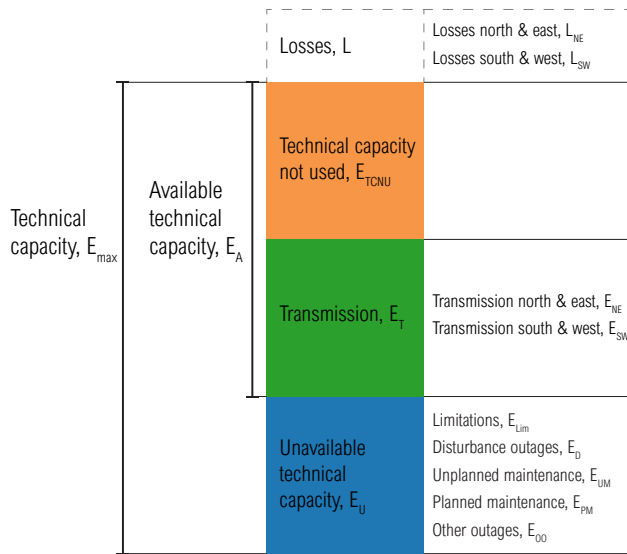 Losses, L
Losses north & east, L_NE
Losses south & west, L_SW
Technical capacity
not used, E_TCNU
Available
technical
capacity, E_A
Technical
capacity, E_max
Transmission, E_T
Transmission north & east, E_NE
Transmission south & west, E_SW
Unavailable
technical
capacity, E_U
Limitations, E_Lim
Disturbance outages, E_D
Unplanned maintenance, E_UM
Planned maintenance, E_PM
Other outages, E_OO